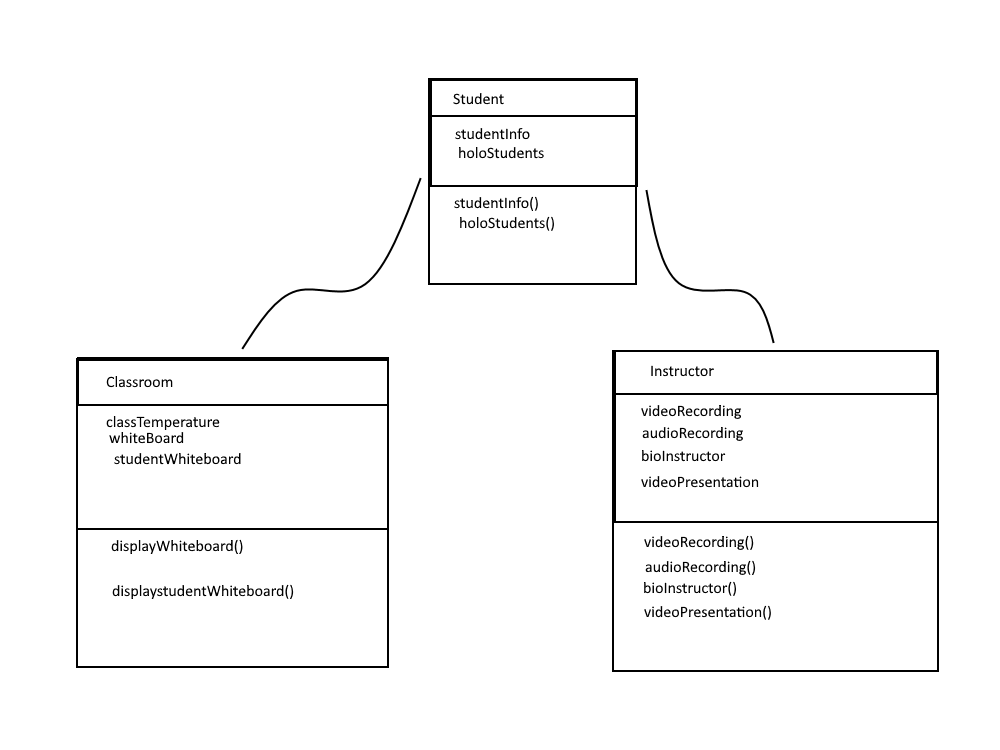 Student
studentInfo
holoStudents
studentInfo()
holoStudents()
Classroom
classTemperature
whiteBoard
studentWhiteboard
displayWhiteboard()
displaystudentWhiteboard()
Instructor
videoRecording
audioRecording
bioInstructor
videoPresentation
videoRecording()
audioRecording()
bioInstructor()
videoPresentation()